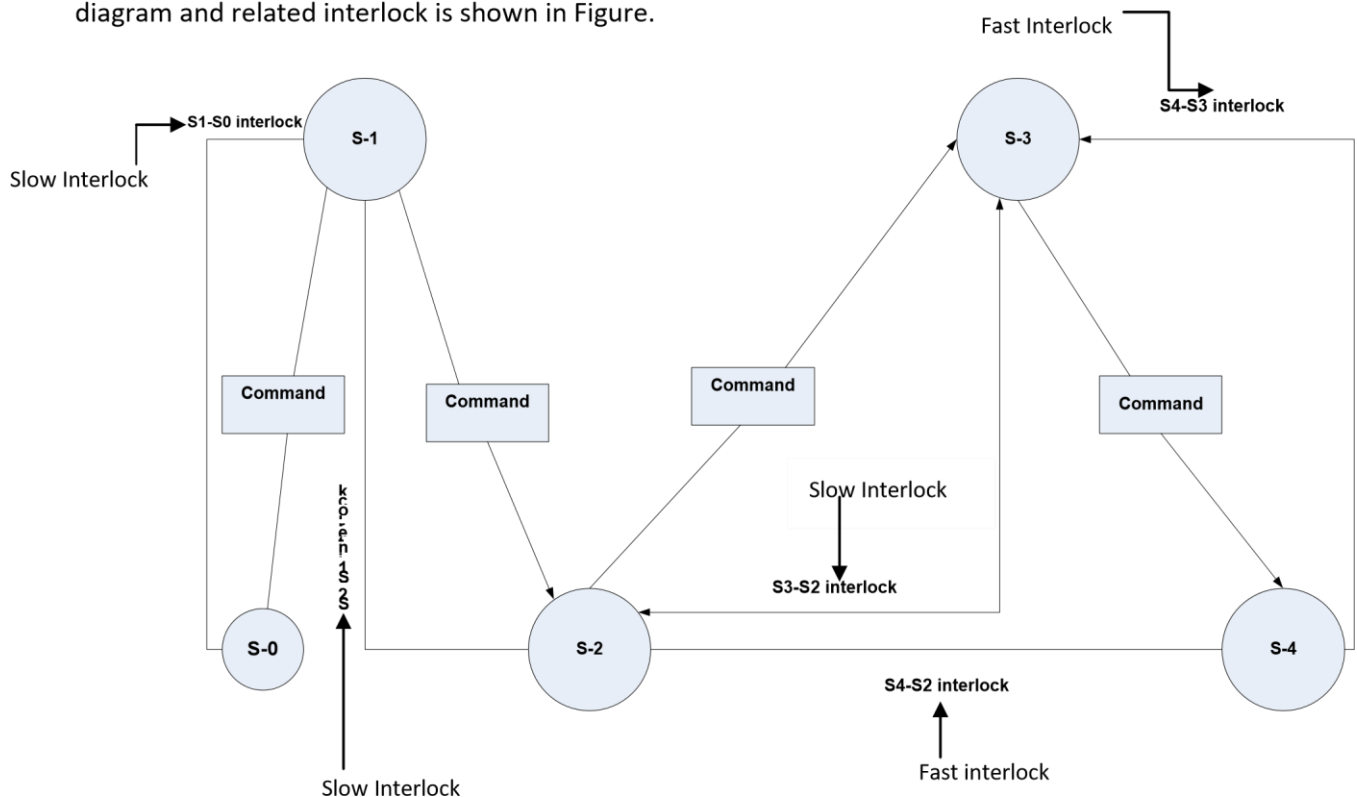 diagram and related interlock is shown in Figure.
Fast Interlock
S4-S3 interlock
S1-S0 interlock
Slow Interlock
S-1
S-3
Command
Command
Command
Command
Slow Interlock
S3-S2 interlock
S-0
S-2
S-4
S4-S2 interlock
Fast interlock
Slow Interlock